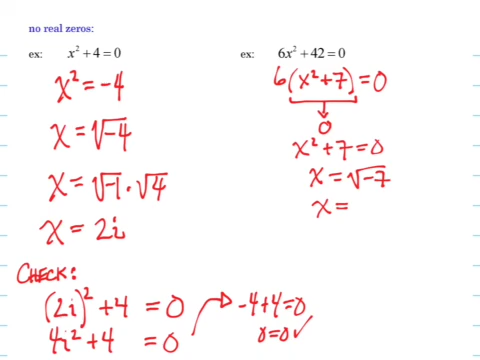 no real zeros:
ex: x² + 4 = 0
x² = -4
x = √-4
x = √-1 · √4
x = 2i
CHECK:
(2i)² + 4 = 0
4i² + 4 = 0
-4 + 4 = 0
0 = 0 ✓
ex: 6x² + 42 = 0
6(x² + 7) = 0
0
x² + 7 = 0
x = √-7
x =